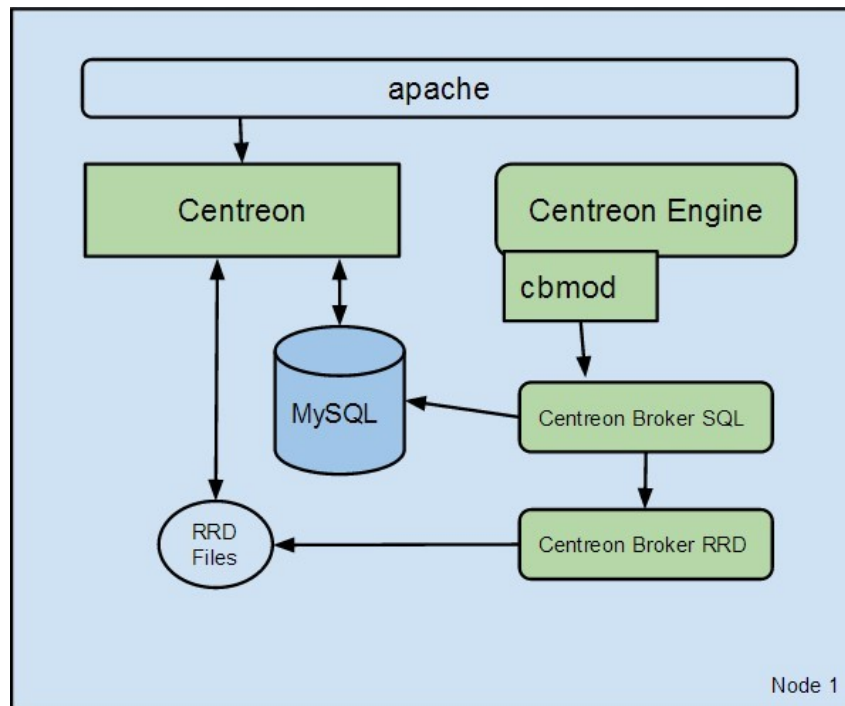 apache
Centreon
Centreon Engine
cbmod
MySQL
Centreon Broker SQL
RRD
Files
Centreon Broker RRD
Node 1